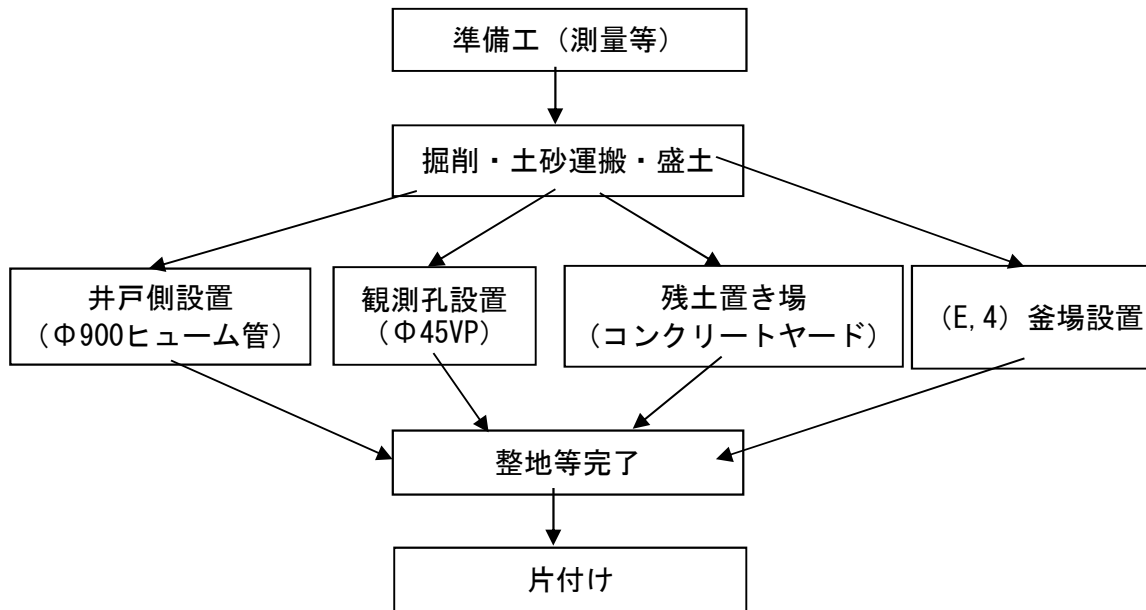 準備工（測量等）
掘削・土砂運搬・盛土
井戸側設置
（Φ900ヒューム管）
観測孔設置
（Φ45VP）
残土置き場
（コンクリートヤード）
（E,4）釜場設置
整地等完了
片付け